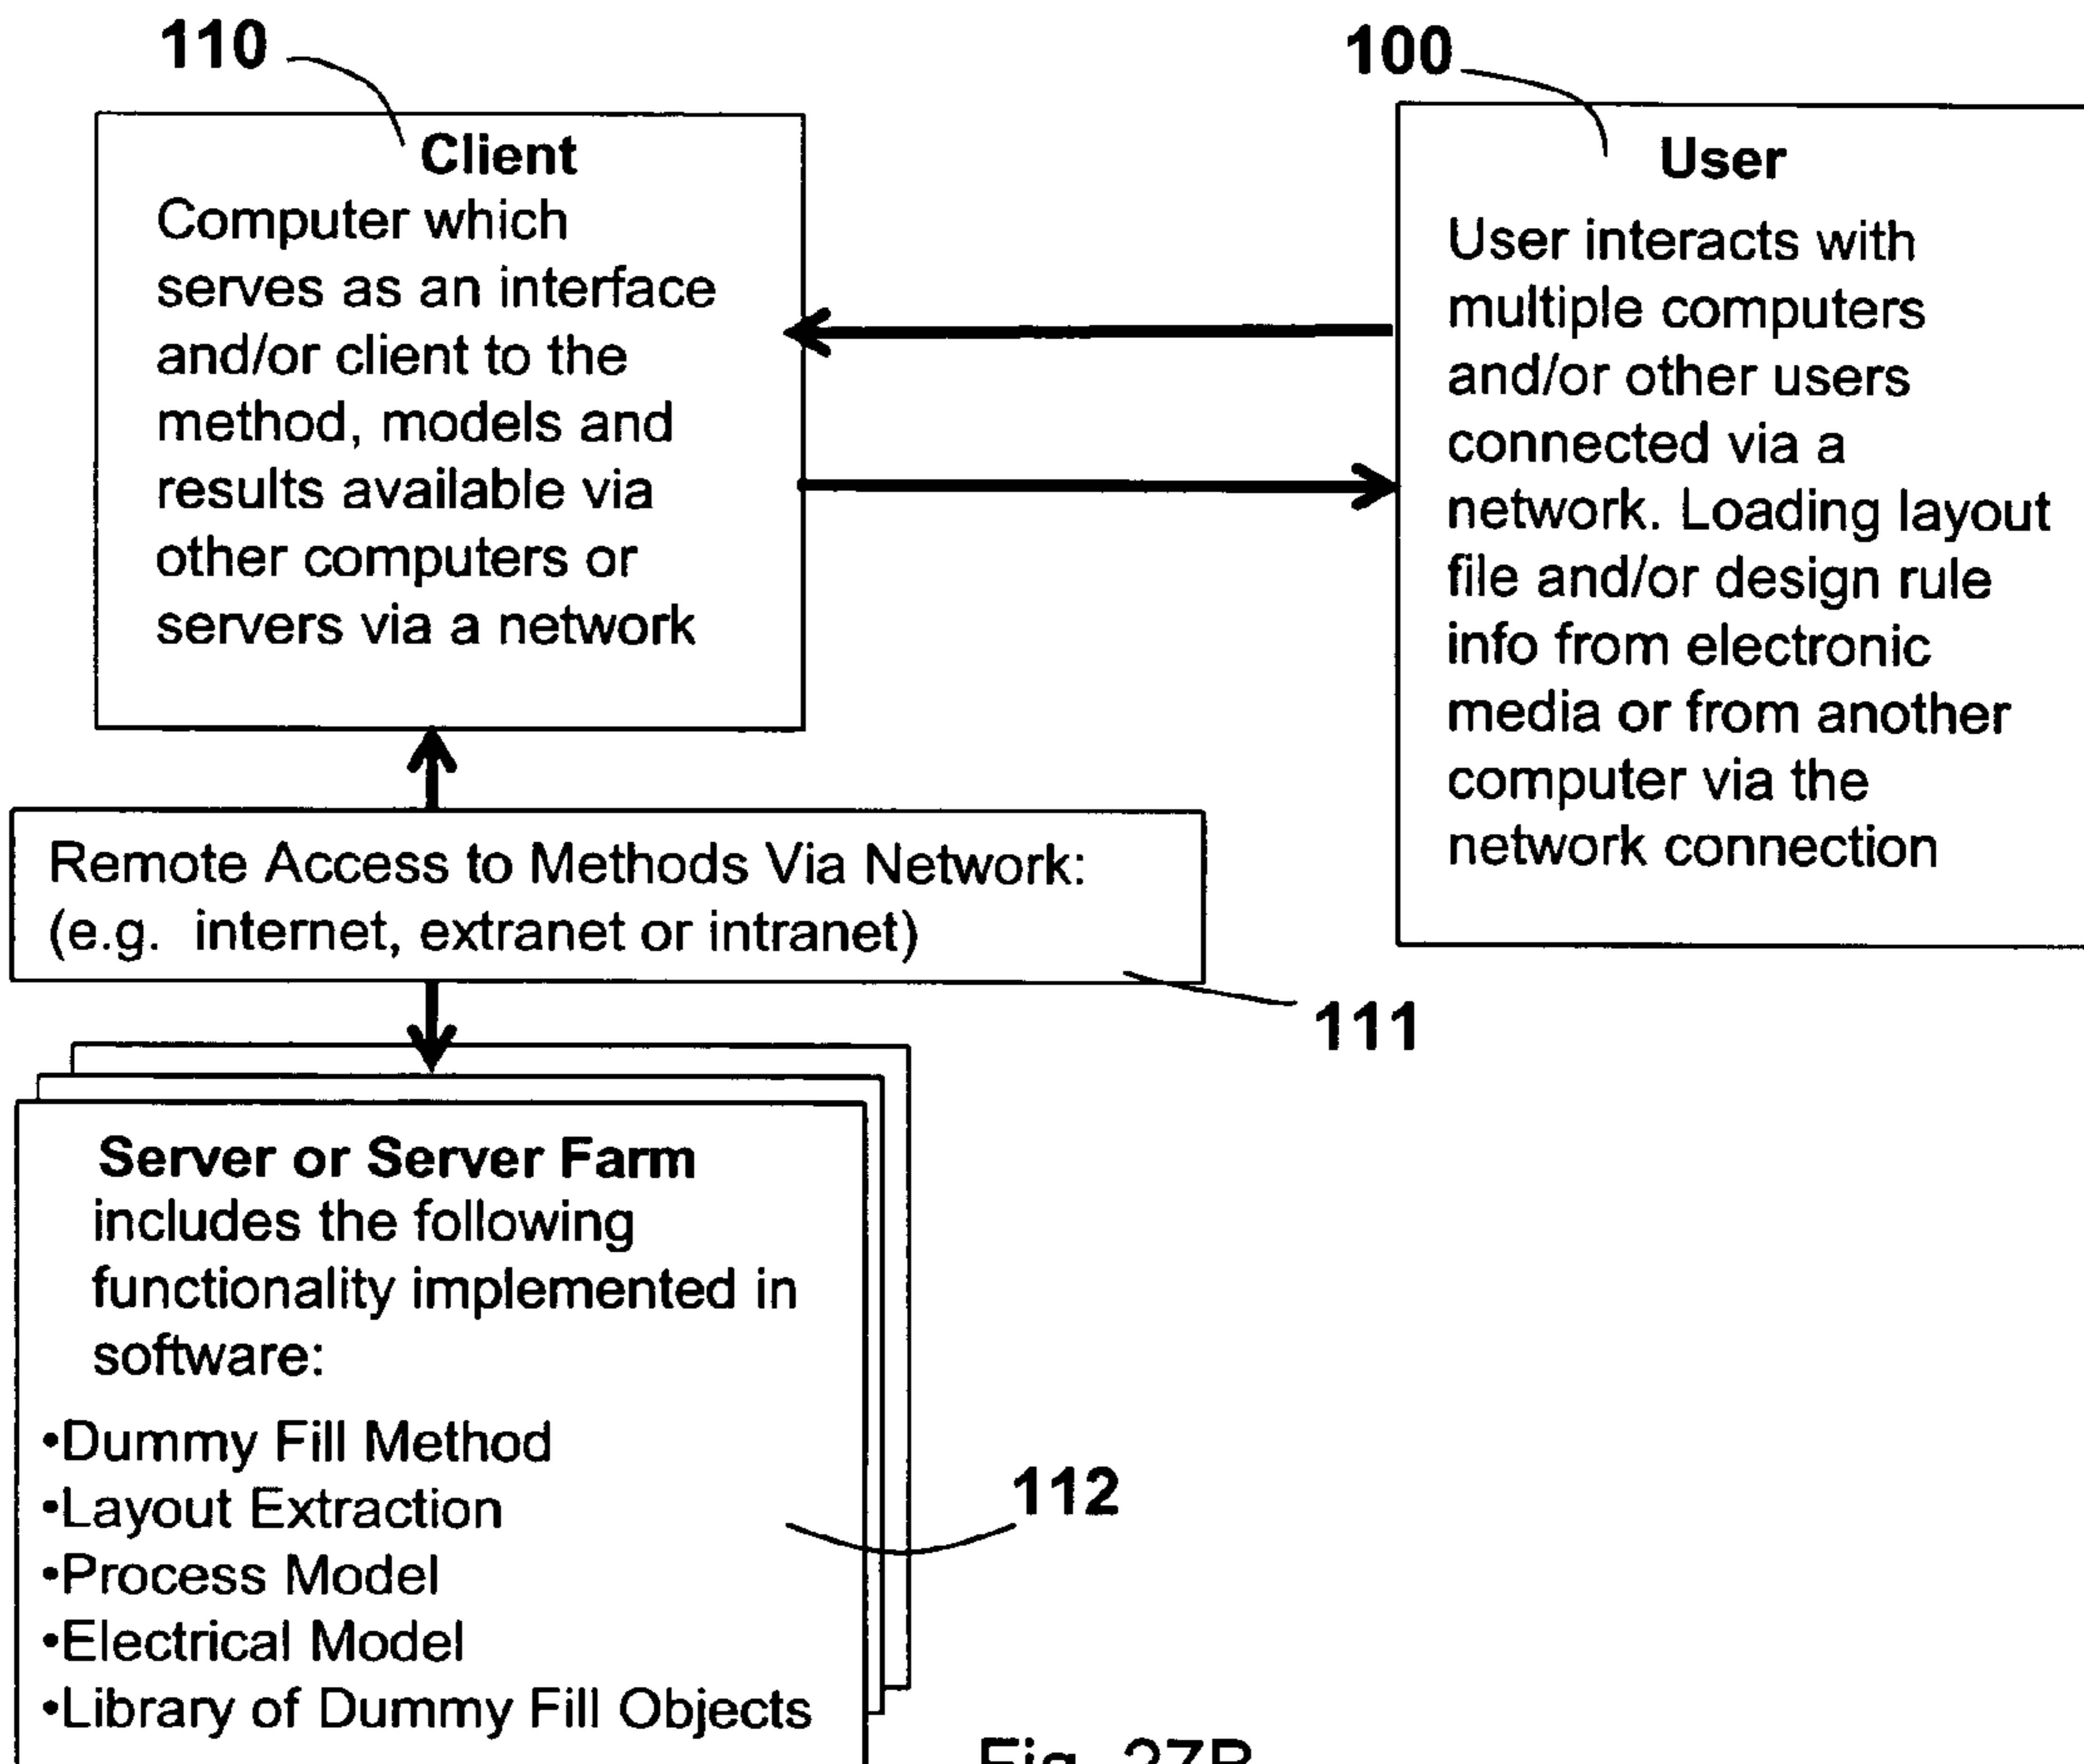 110
100
Client
Computer which
serves as an interface
and/or client to the
method, models and
results available via
other computers or
servers via a network
User
User interacts with
multiple computers
and/or other users
connected via a
network. Loading layout
file and/or design rule
info from electronic
media or from another
computer via the
network connection
Remote Access to Methods Via Network:
(e.g. internet, extranet or intranet)
111
Server or Server Farm
includes the following
functionality implemented in
software:
•Dummy Fill Method
•Layout Extraction
•Process Model
•Electrical Model
•Library of Dummy Fill Objects
112
Fig. 27B